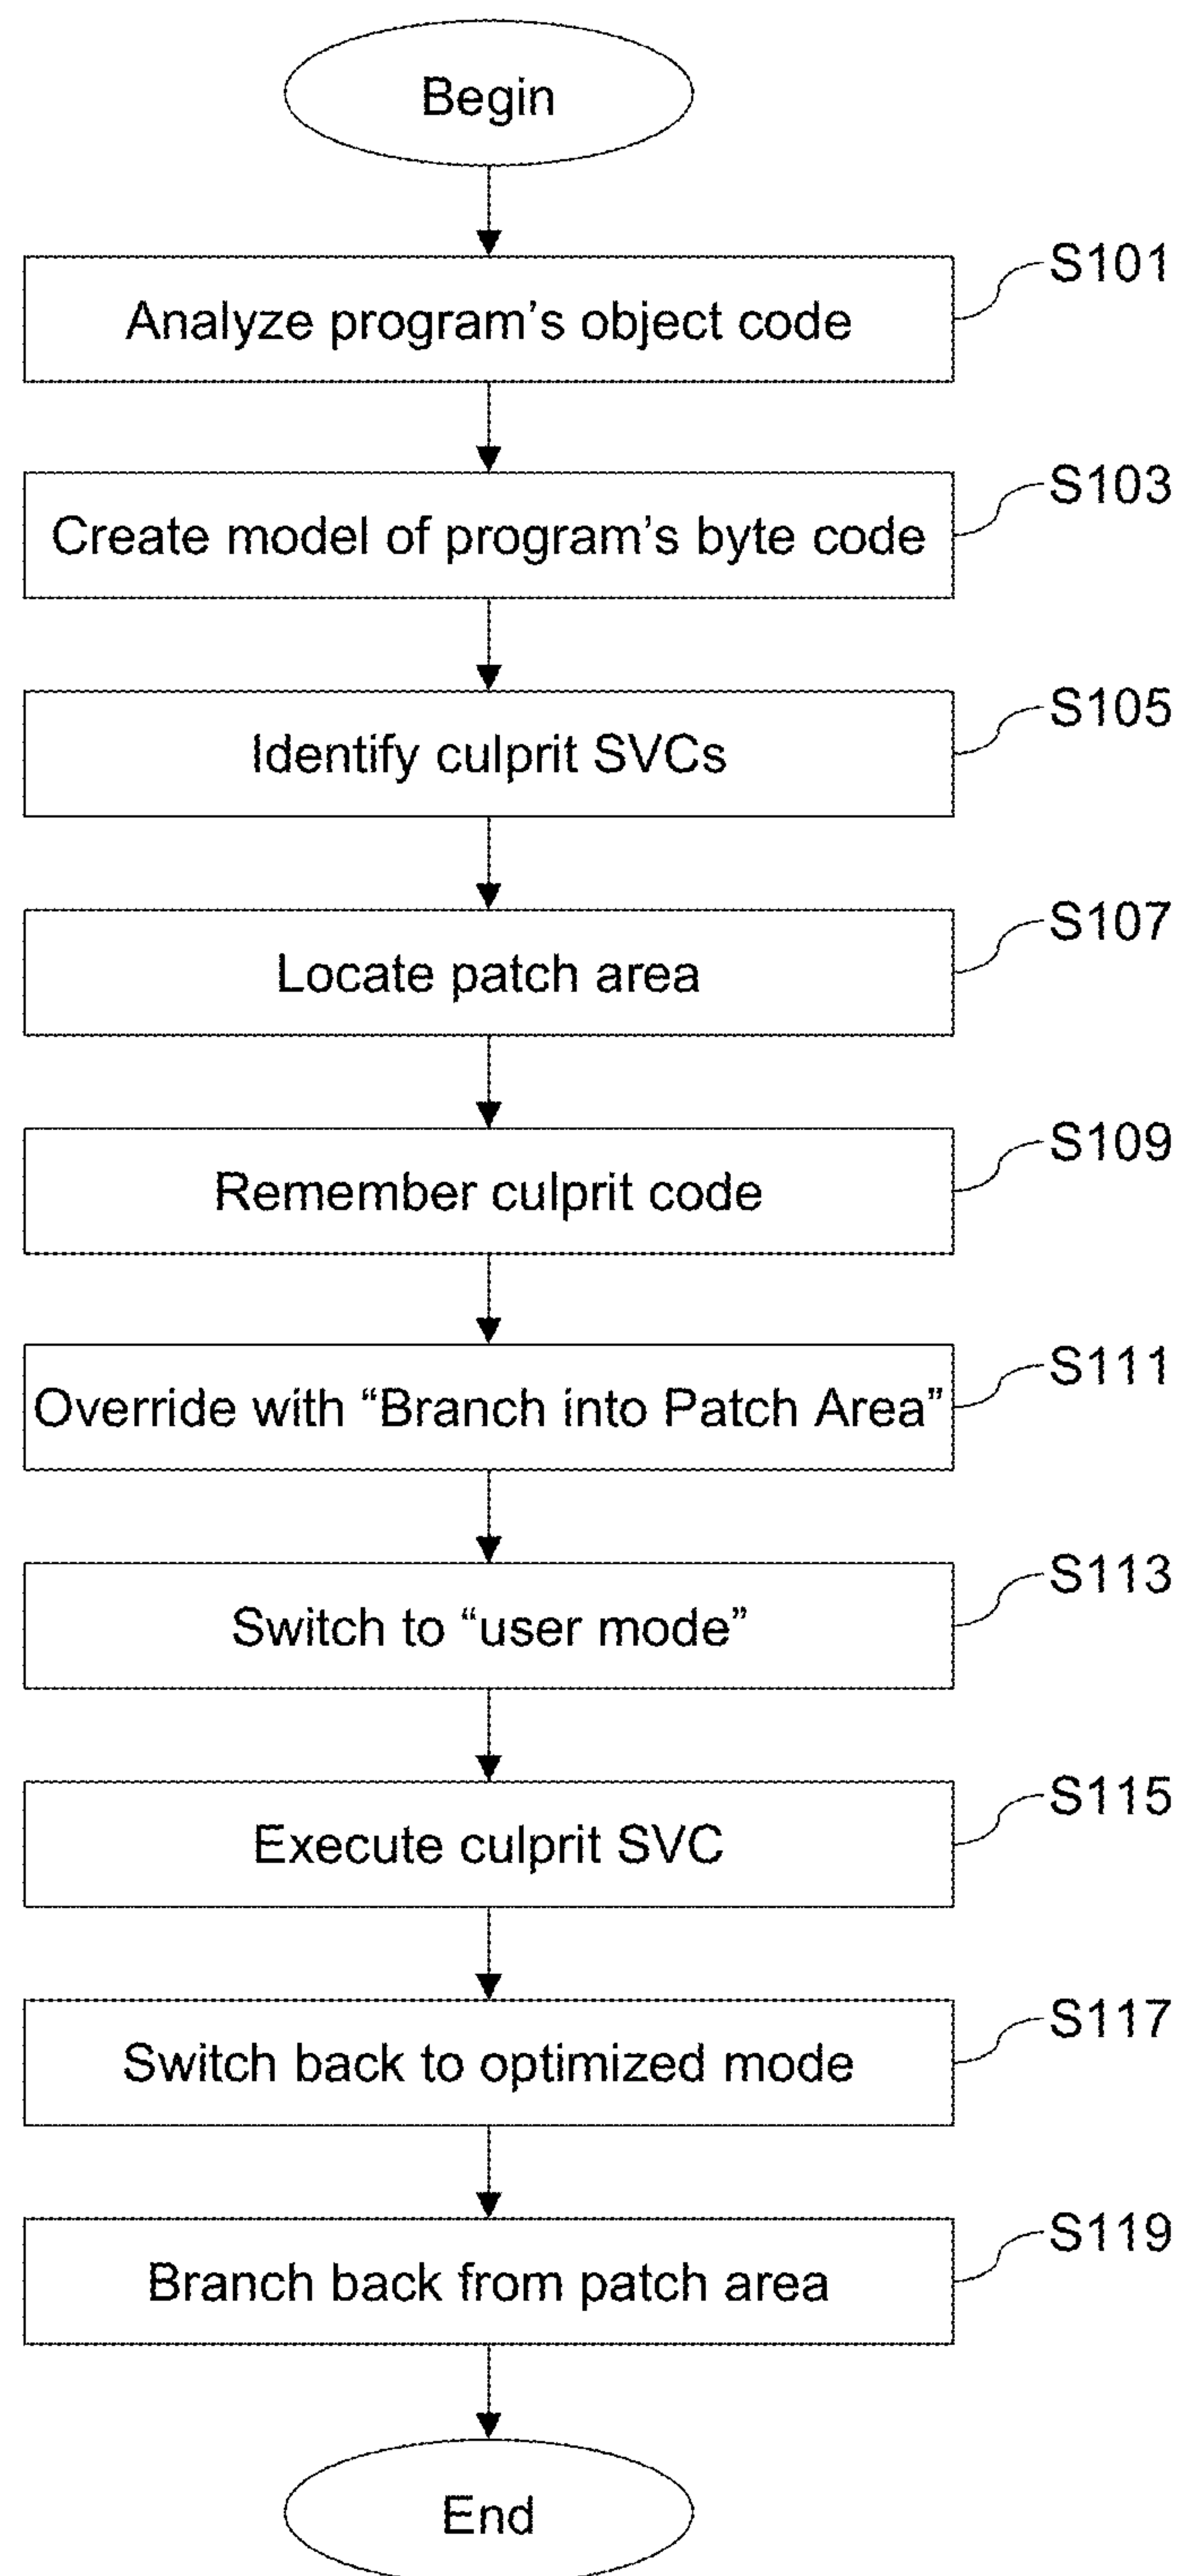 Begin
S101
Analyze program’s object code
S103
Create model of program’s byte code
S105
Identify culprit SVCs
S107
Locate patch area
S109
Remember culprit code
S111
Override with “Branch into Patch Area”
S113
Switch to “user mode”
S115
Execute culprit SVC
S117
Switch back to optimized mode
S119
Branch back from patch area
End